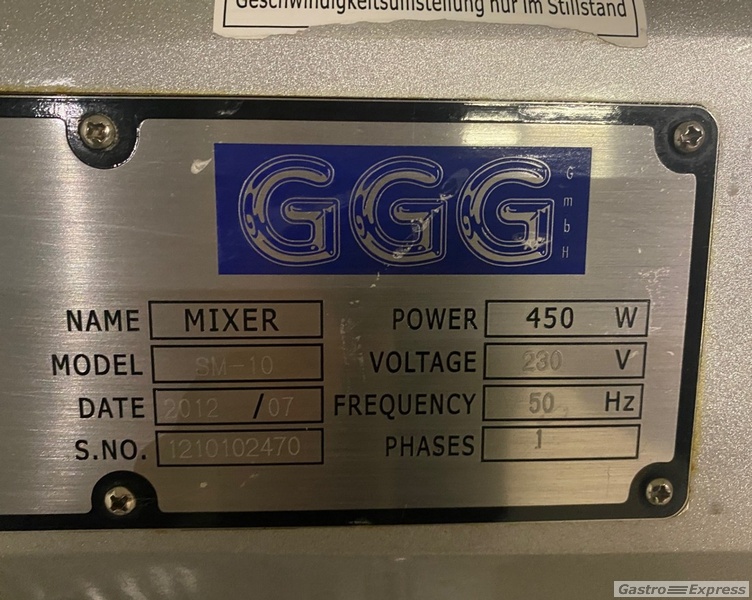 Geschwindigkeitsumstellung nur im Stillstand
GGG GmbH
NAME MIXER
MODEL SM-10
DATE 2012 /07
S.NO. 1210102470
POWER 450 W
VOLTAGE 230 V
FREQUENCY 50 Hz
PHASES 1
Gastro Express